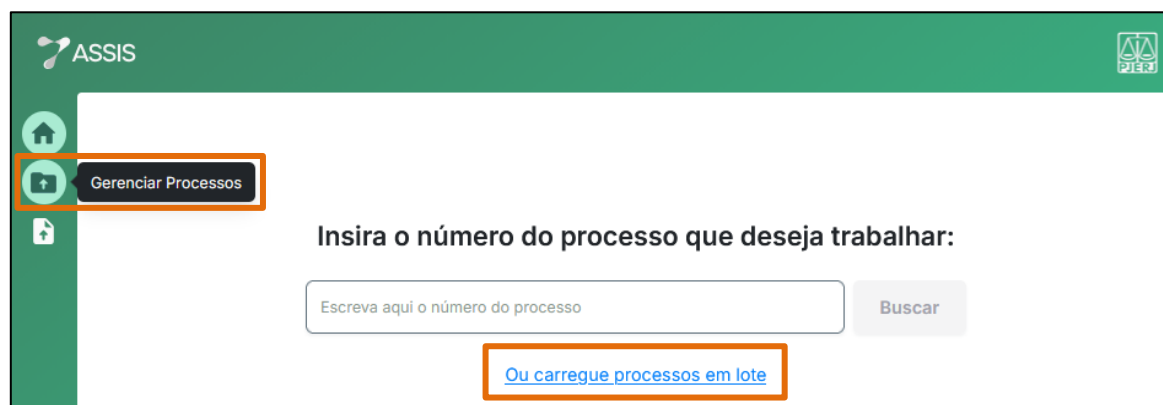 ASSIS
PJERJ
Gerenciar Processos
Insira o número do processo que deseja trabalhar:
Escreva aqui o número do processo
Buscar
Ou carregue processos em lote